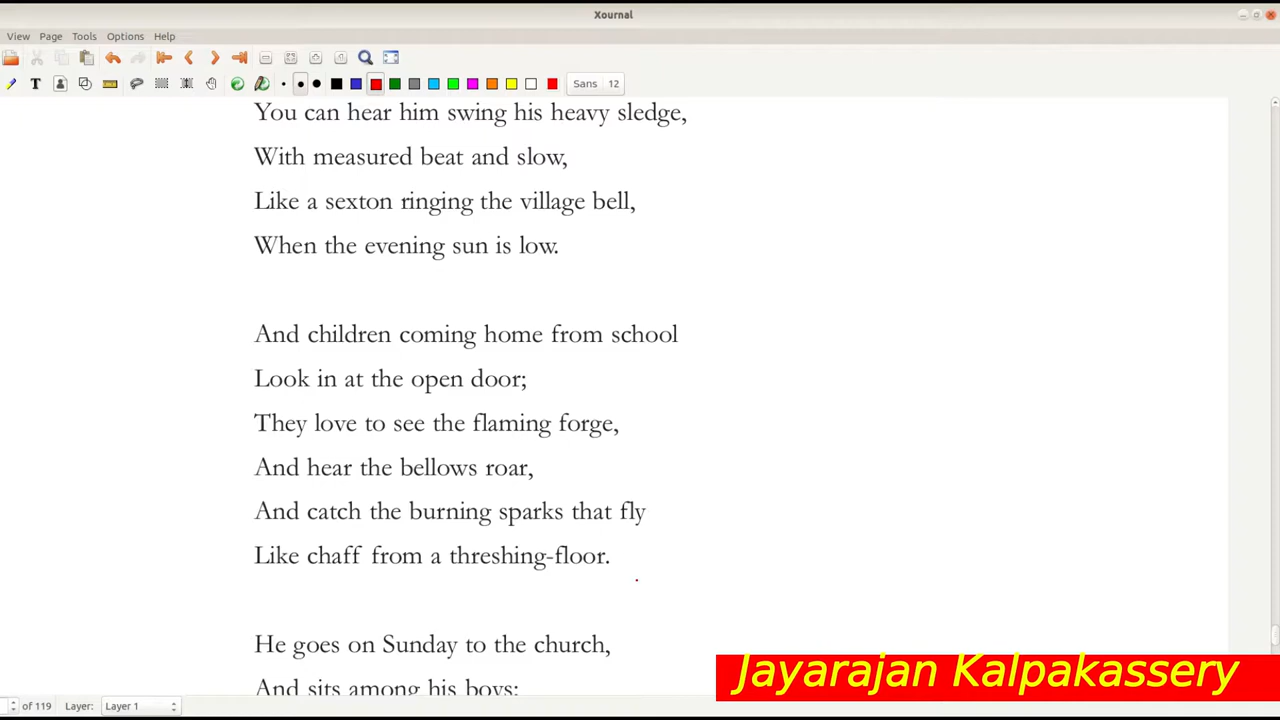 Xournal
View Page Tools Options Help
T Sans 12
You can hear him swing his heavy sledge,
With measured beat and slow,
Like a sexton ringing the village bell,
When the evening sun is low.
And children coming home from school
Look in at the open door;
They love to see the flaming forge,
And hear the bellows roar,
And catch the burning sparks that fly
Like chaff from a threshing-floor.
He goes on Sunday to the church,
And sits among his boys;
Jayarajan Kalpakassery
of 119 Layer: Layer 1